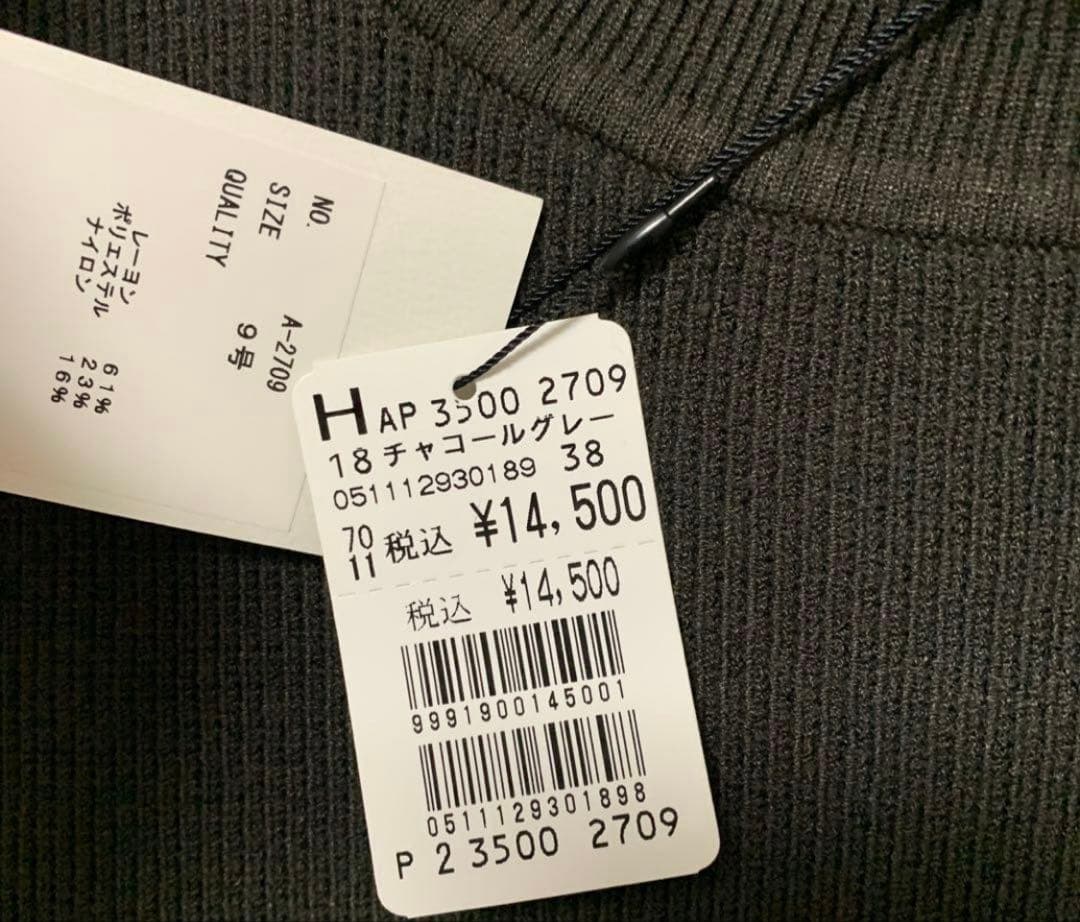 NO. A-2709
SIZE 9号
QUALITY
レーヨン 61%
ポリエステル 23%
ナイロン 16%
H AP 3500 2709
18 チャコールグレー
051112930189 38
70
11 税込 ¥14,500
税込 ¥14,500
9991900145001
0511129301898
P 2 3500 2709